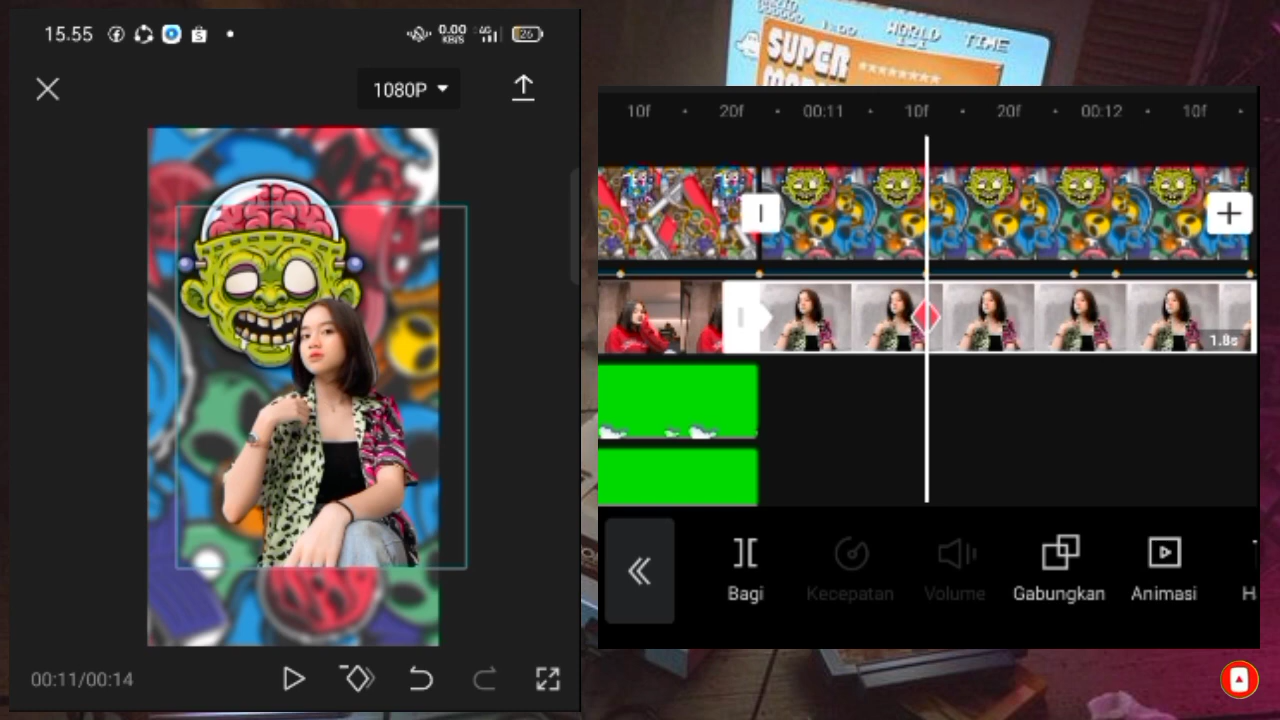 15.55
0.00
KB/S
4G
26
1080P
00:11/00:14
WORLD
TIME
SUPER
10f
20f
00:11
10f
20f
00:12
10f
1.8s
Bagi
Kecepatan
Volume
Gabungkan
Animasi
H